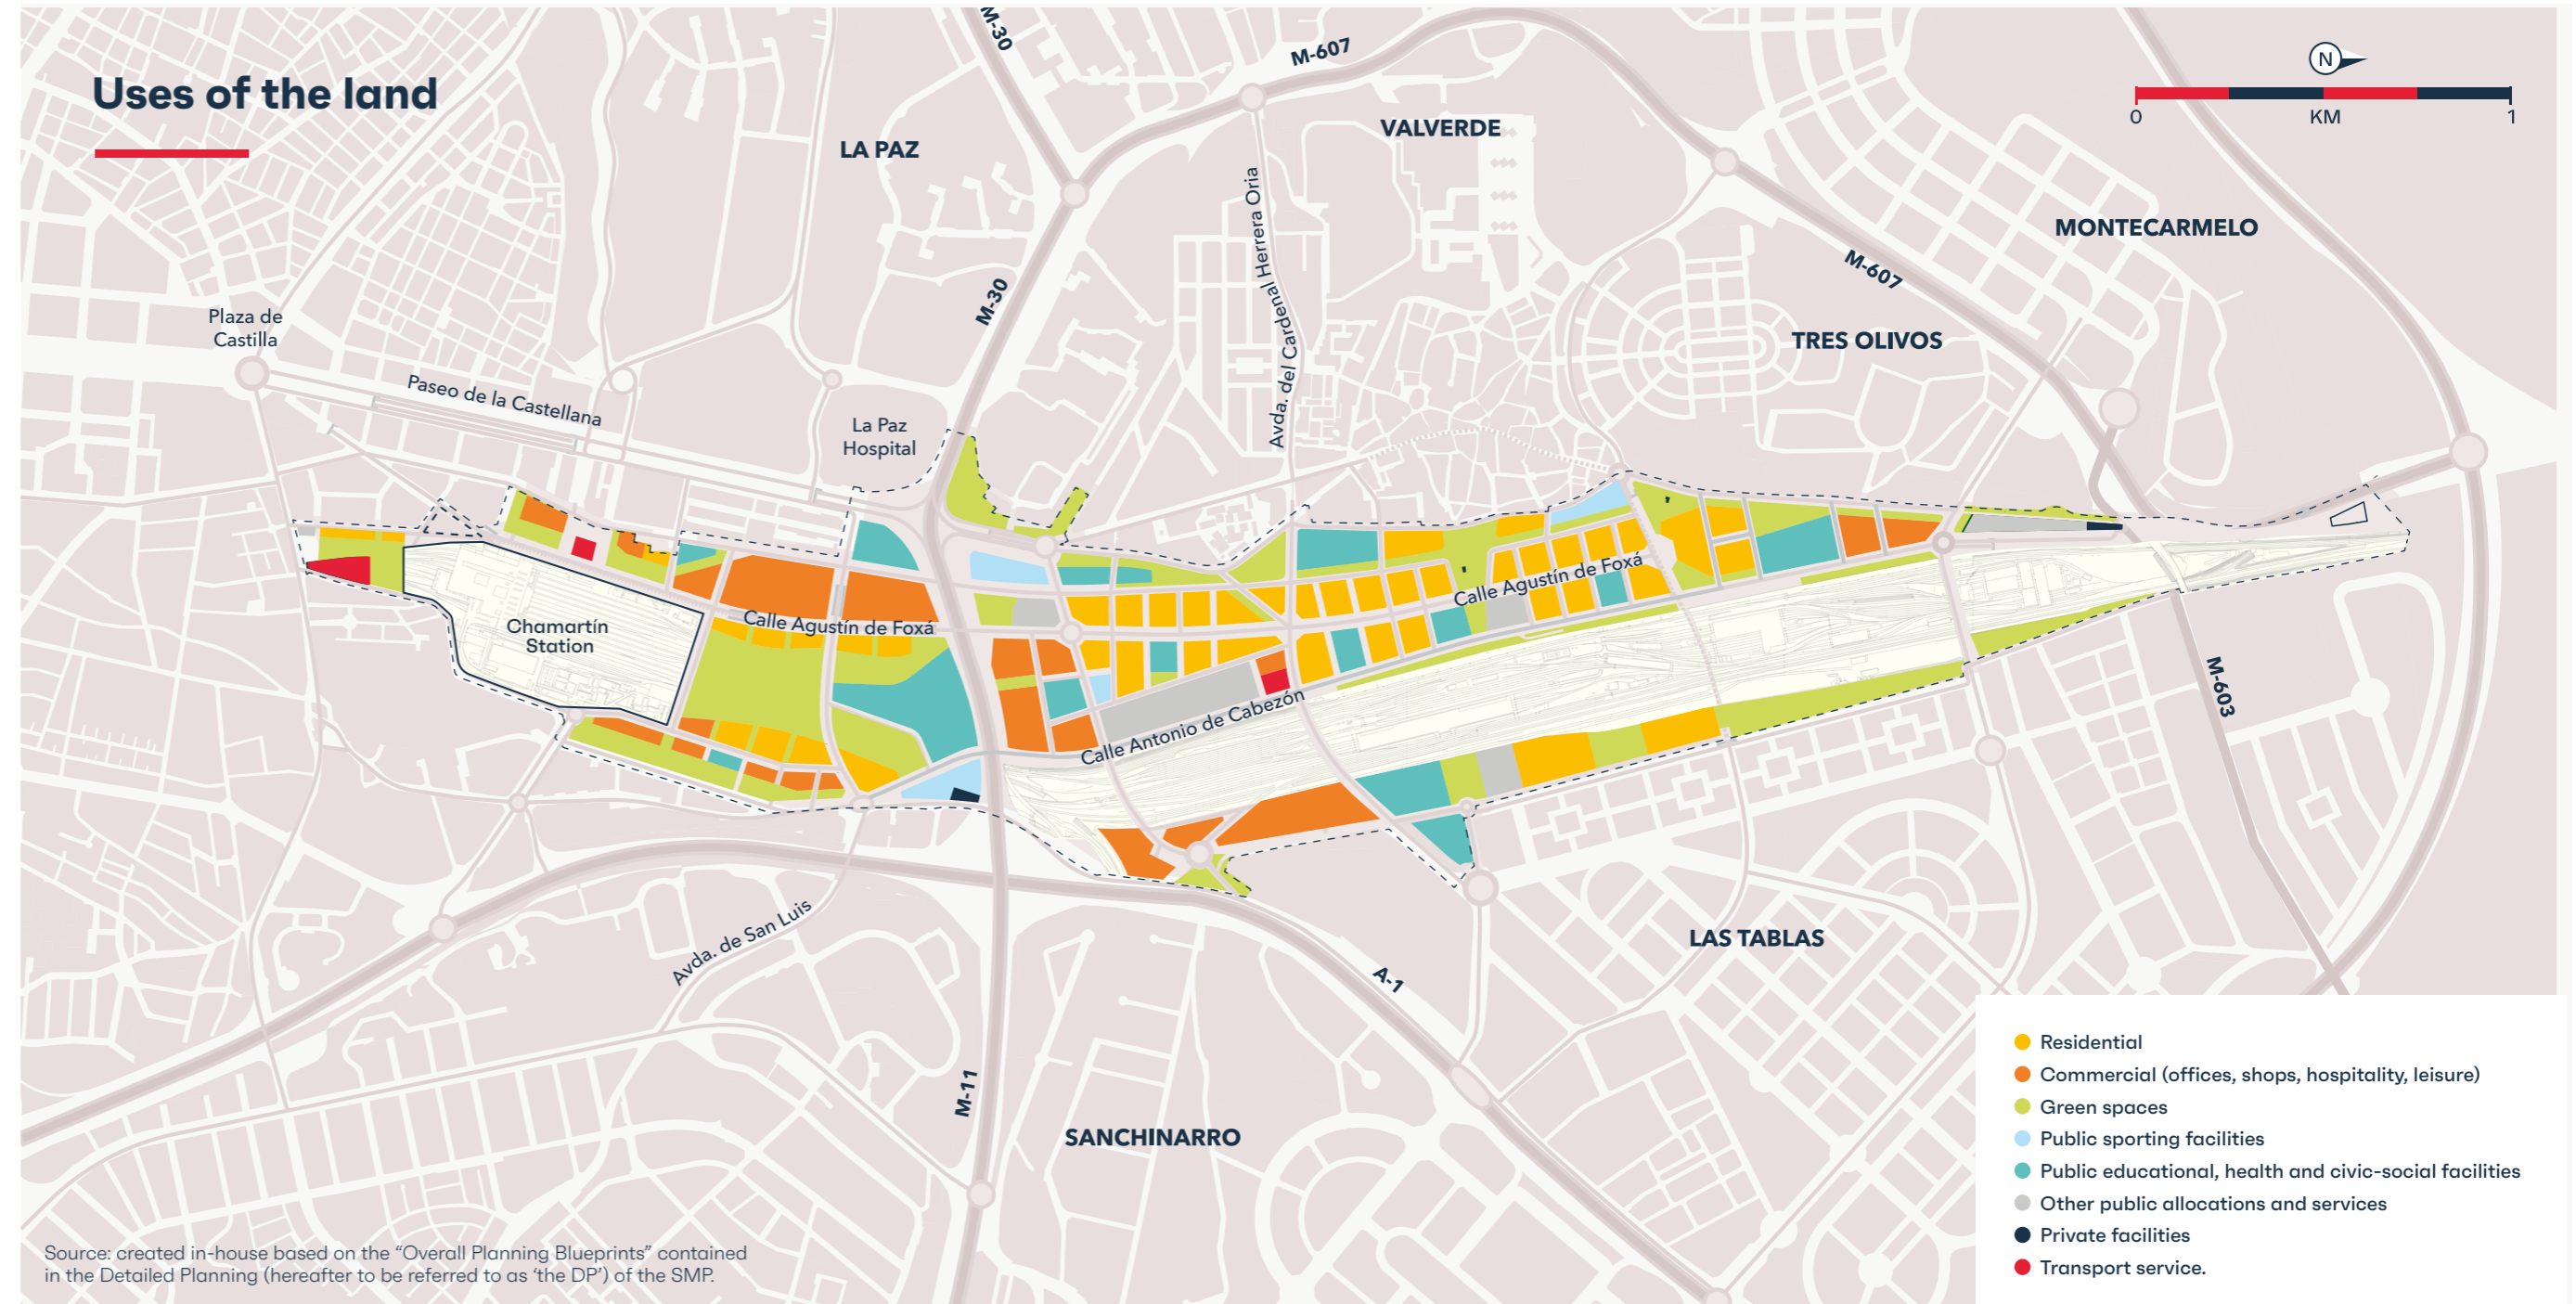 Uses of the land
M-30
M-607
N
0
KM
1
LA PAZ
VALVERDE
MONTECARMELO
M-30
Avda. del Cardenal Herrera Oria
M-607
TRES OLIVOS
Plaza de
Castilla
Paseo de la Castellana
La Paz
Hospital
Chamartín
Station
Calle Agustín de Foxá
Calle Agustín de Foxá
Calle Antonio de Cabezón
M-603
Avda. de San Luis
LAS TABLAS
A-1
M-11
SANCHINARRO
Residential
Commercial (offices, shops, hospitality, leisure)
Green spaces
Public sporting facilities
Public educational, health and civic-social facilities
Other public allocations and services
Private facilities
Transport service.
Source: created in-house based on the “Overall Planning Blueprints” contained
in the Detailed Planning (hereafter to be referred to as ‘the DP’) of the SMP.